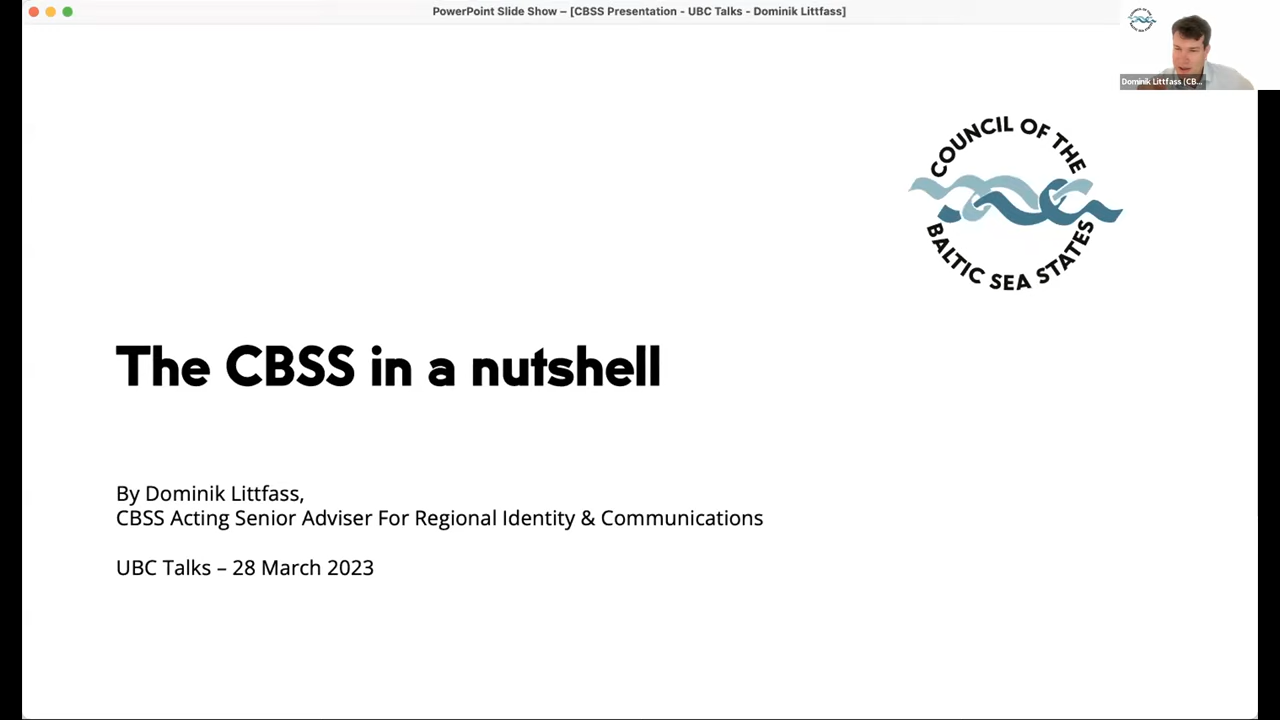 PowerPoint Slide Show – [CBSS Presentation - UBC Talks - Dominik Littfass]
Dominik Littfass (CB...
COUNCIL OF THE
BALTIC SEA STATES
The CBSS in a nutshell
By Dominik Littfass,
CBSS Acting Senior Adviser For Regional Identity & Communications
UBC Talks – 28 March 2023